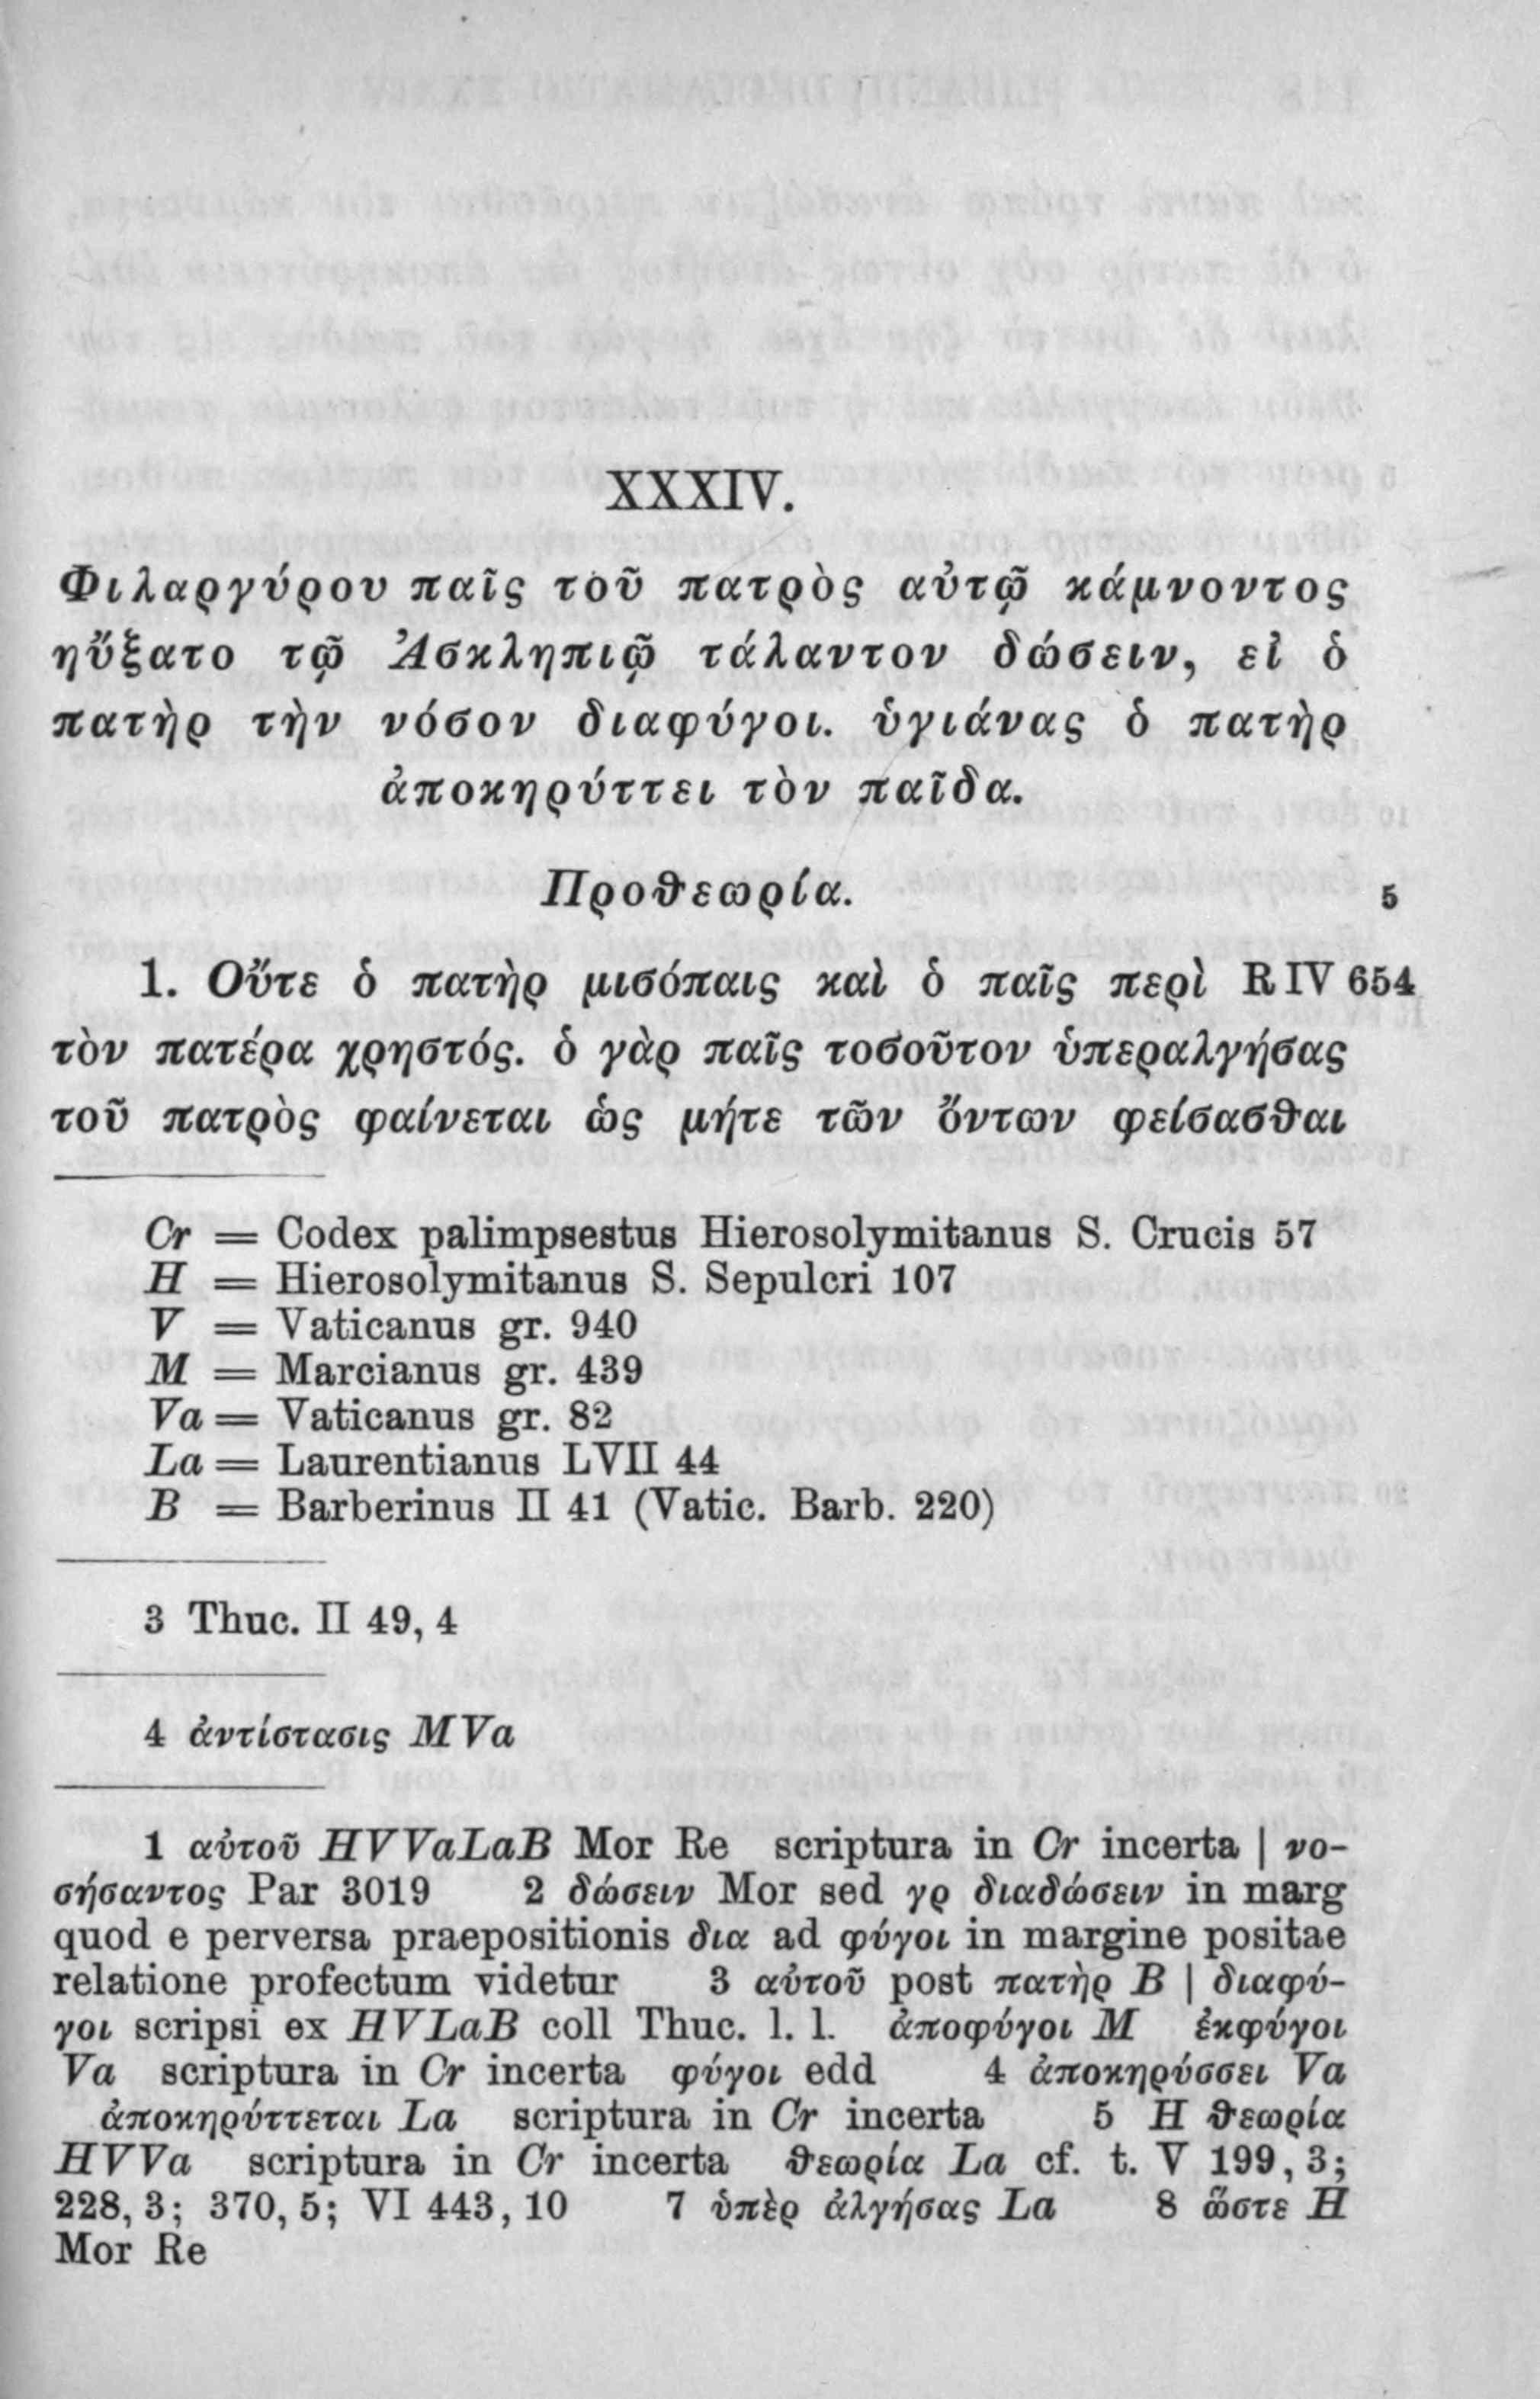 XXXIV.
Φιλαργύρου παῖς τοῦ πατρὸς αὐτῷ κάμνοντος
ηὔξατο τῷ Ἀσκληπιῷ τάλαντον δώσειν, εἰ ὁ
πατὴρ τὴν νόσον διαφύγοι. ὑγιάνας ὁ πατὴρ
ἀποκηρύττει τὸν παῖδα.
Προθεωρία. 5
1. Οὔτε ὁ πατὴρ μισόπαις καὶ ὁ παῖς περὶ R IV 654
τὸν πατέρα χρηστός. ὁ γὰρ παῖς τοσοῦτον ὑπεραλγήσας
τοῦ πατρὸς φαίνεται ὡς μήτε τῶν ὄντων φείσασθαι
Cr = Codex palimpsestus Hierosolymitanus S. Crucis 57
H = Hierosolymitanus S. Sepulcri 107
V = Vaticanus gr. 940
M = Marcianus gr. 439
Va = Vaticanus gr. 82
La = Laurentianus LVII 44
B = Barberinus II 41 (Vatic. Barb. 220)
3 Thuc. II 49, 4
4 ἀντίστασις MVa
1 αὐτοῦ HVVaLaB Mor Re scriptura in Cr incerta | νο-
σήσαντος Par 3019 2 δώσειν Mor sed γρ διαδώσειν in marg
quod e perversa praepositionis δια ad φύγοι in margine positae
relatione profectum videtur 3 αὐτοῦ post πατὴρ B | διαφύ-
γοι scripsi ex HVLaB coll Thuc. l. l. ἀποφύγοι M ἐκφύγοι
Va scriptura in Cr incerta φύγοι edd 4 ἀποκηρύσσει Va
ἀποκηρύττεται La scriptura in Cr incerta 5 H θεωρία
HVVa scriptura in Cr incerta θεωρία La cf. t. V 199, 3;
228, 3; 370, 5; VI 443, 10 7 ὑπὲρ ἀλγήσας La 8 ὥστε H
Mor Re